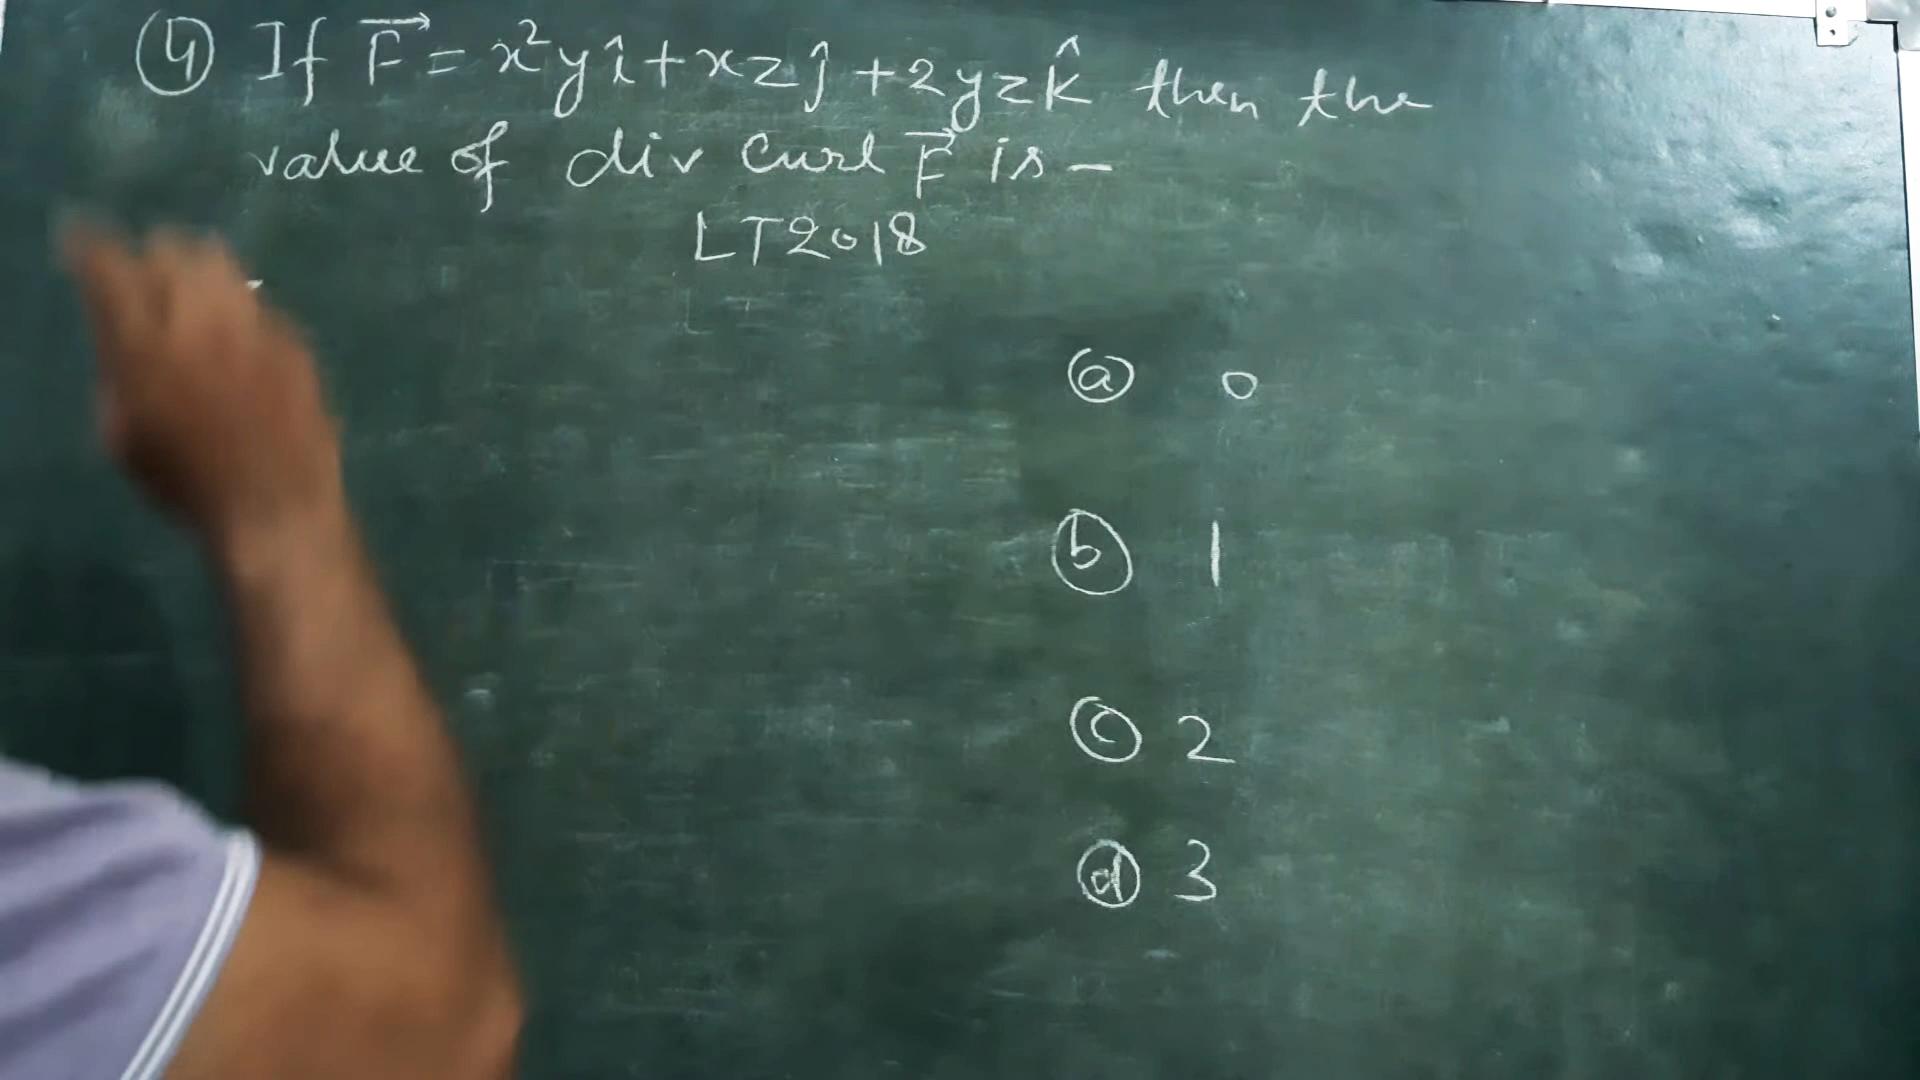 ④ If F⃗ = x²yî + xzĵ + 2yzk̂ then the
value of div Curl F⃗ is –
LT2018
ⓐ 0
ⓑ 1
ⓒ 2
ⓓ 3